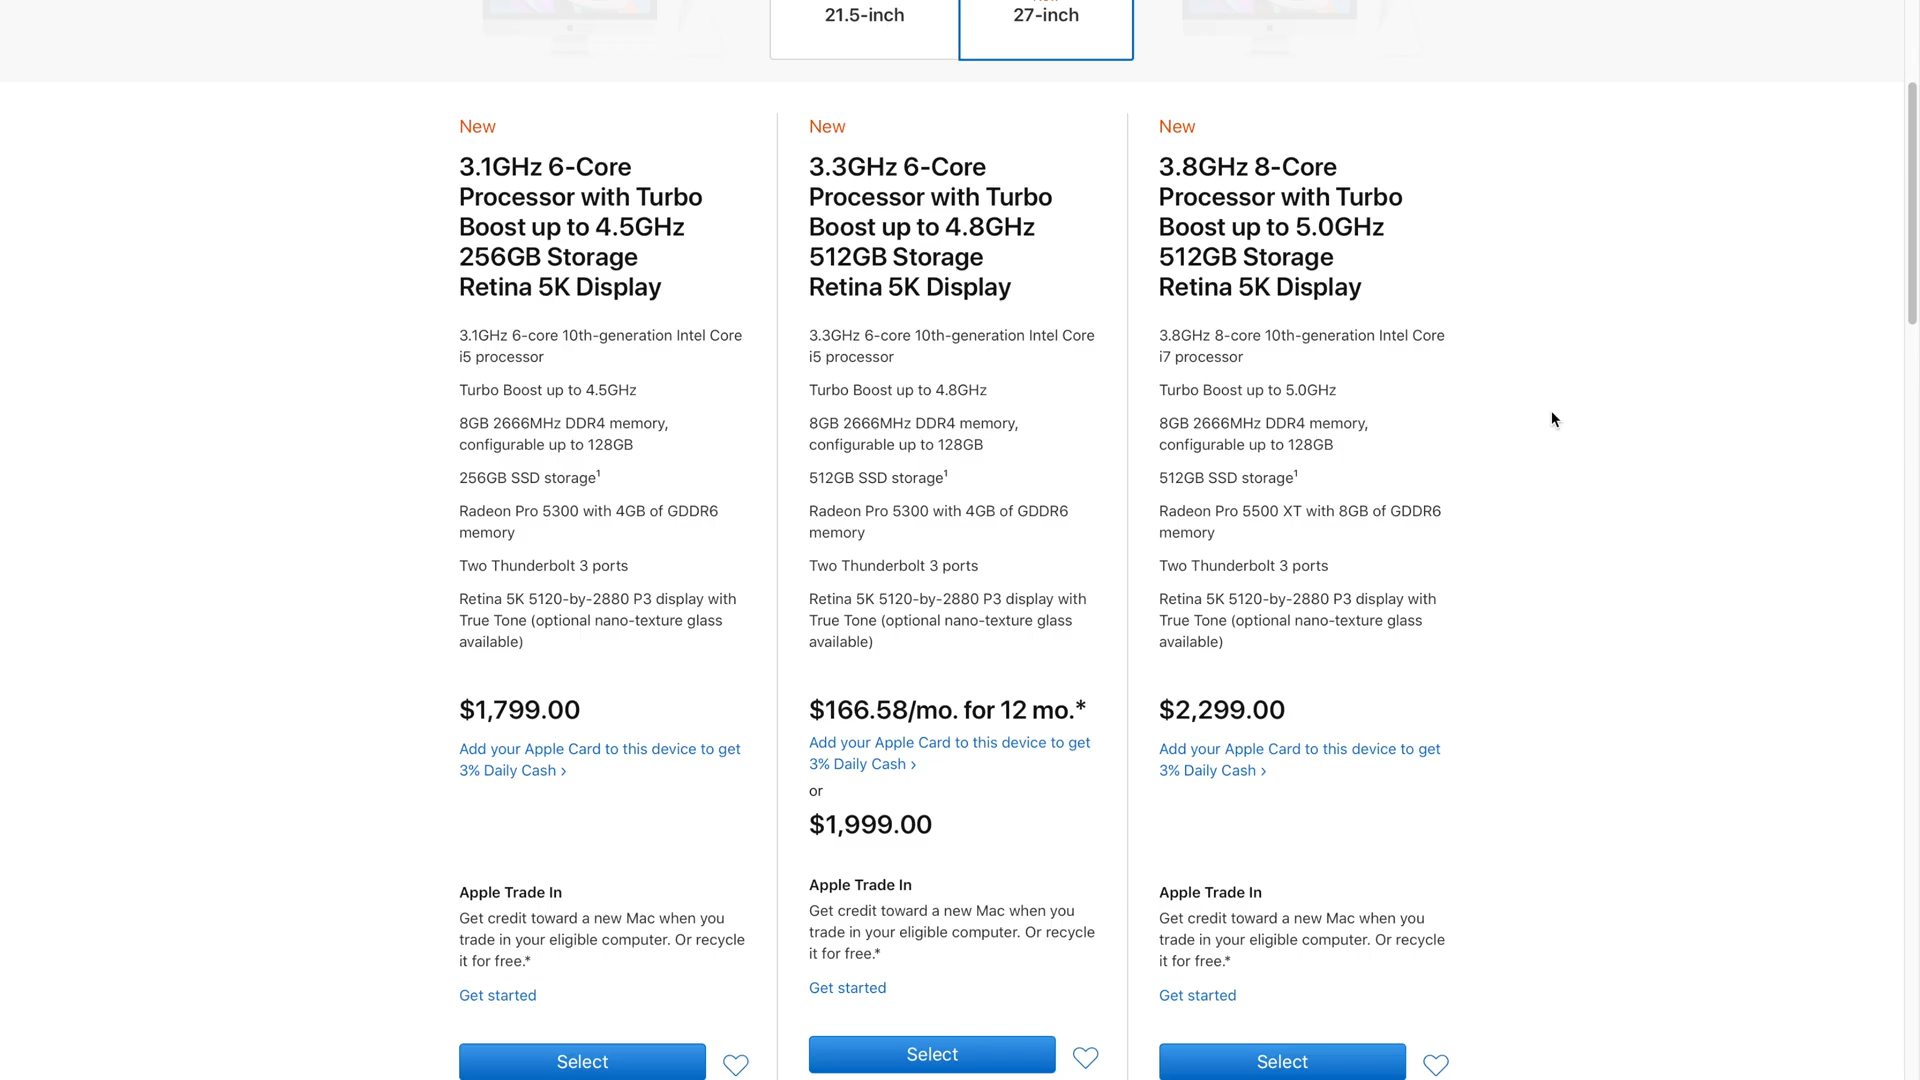 21.5-inch
27-inch
New
3.1GHz 6-Core
Processor with Turbo
Boost up to 4.5GHz
256GB Storage
Retina 5K Display
3.1GHz 6-core 10th-generation Intel Core
i5 processor
Turbo Boost up to 4.5GHz
8GB 2666MHz DDR4 memory,
configurable up to 128GB
256GB SSD storage¹
Radeon Pro 5300 with 4GB of GDDR6
memory
Two Thunderbolt 3 ports
Retina 5K 5120-by-2880 P3 display with
True Tone (optional nano-texture glass
available)
$1,799.00
Add your Apple Card to this device to get
3% Daily Cash ›
Apple Trade In
Get credit toward a new Mac when you
trade in your eligible computer. Or recycle
it for free.*
Get started
Select
New
3.3GHz 6-Core
Processor with Turbo
Boost up to 4.8GHz
512GB Storage
Retina 5K Display
3.3GHz 6-core 10th-generation Intel Core
i5 processor
Turbo Boost up to 4.8GHz
8GB 2666MHz DDR4 memory,
configurable up to 128GB
512GB SSD storage¹
Radeon Pro 5300 with 4GB of GDDR6
memory
Two Thunderbolt 3 ports
Retina 5K 5120-by-2880 P3 display with
True Tone (optional nano-texture glass
available)
$166.58/mo. for 12 mo.*
Add your Apple Card to this device to get
3% Daily Cash ›
or
$1,999.00
Apple Trade In
Get credit toward a new Mac when you
trade in your eligible computer. Or recycle
it for free.*
Get started
Select
New
3.8GHz 8-Core
Processor with Turbo
Boost up to 5.0GHz
512GB Storage
Retina 5K Display
3.8GHz 8-core 10th-generation Intel Core
i7 processor
Turbo Boost up to 5.0GHz
8GB 2666MHz DDR4 memory,
configurable up to 128GB
512GB SSD storage¹
Radeon Pro 5500 XT with 8GB of GDDR6
memory
Two Thunderbolt 3 ports
Retina 5K 5120-by-2880 P3 display with
True Tone (optional nano-texture glass
available)
$2,299.00
Add your Apple Card to this device to get
3% Daily Cash ›
Apple Trade In
Get credit toward a new Mac when you
trade in your eligible computer. Or recycle
it for free.*
Get started
Select